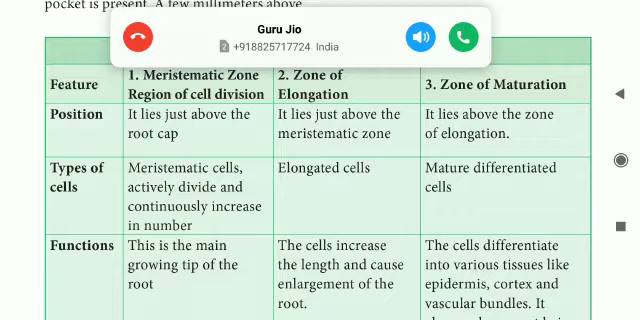 pocket is present. A few millimeters above
Guru Jio
2 +918825717724 India
Feature
1. Meristematic Zone
Region of cell division
2. Zone of
Elongation
3. Zone of Maturation
Position
It lies just above the
root cap
It lies just above the
meristematic zone
It lies above the zone
of elongation.
Types of
cells
Meristematic cells,
actively divide and
continuously increase
in number
Elongated cells
Mature differentiated
cells
Functions
This is the main
growing tip of the
root
The cells increase
the length and cause
enlargement of the
root.
The cells differentiate
into various tissues like
epidermis, cortex and
vascular bundles. It